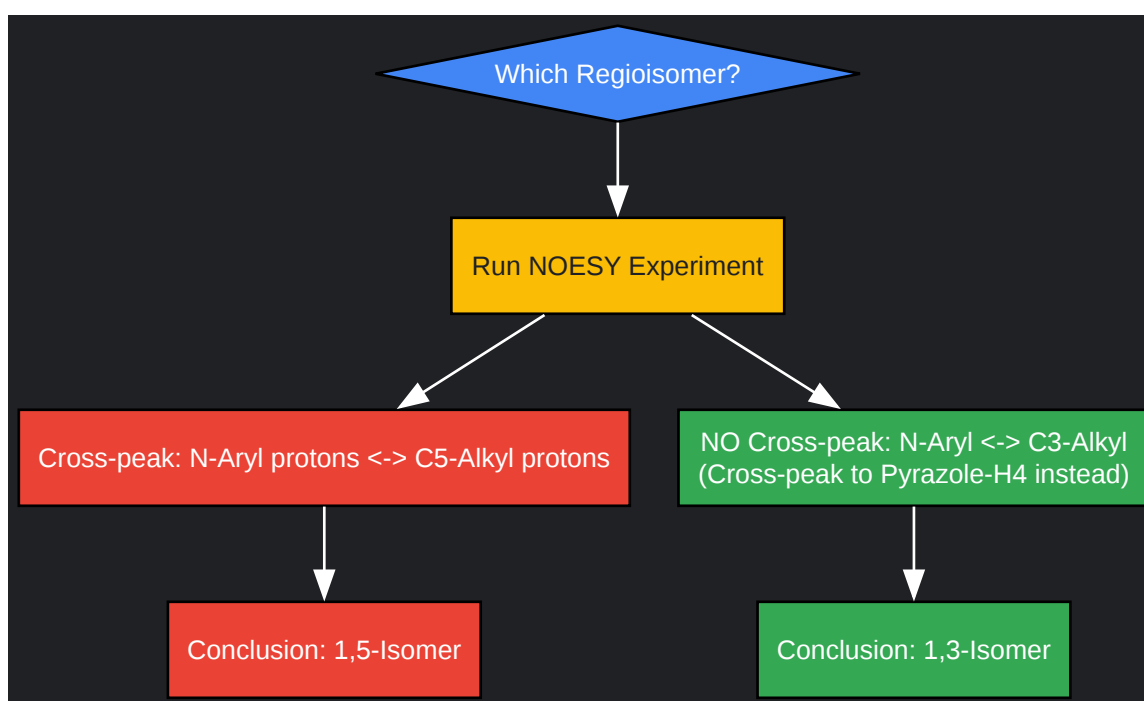 Which Regioisomer?
Run NOESY Experiment
Cross-peak: N-Aryl protons <-> C5-Alkyl protons
NO Cross-peak: N-Aryl <-> C3-Alkyl
(Cross-peak to Pyrazole-H4 instead)
Conclusion: 1,5-Isomer
Conclusion: 1,3-Isomer